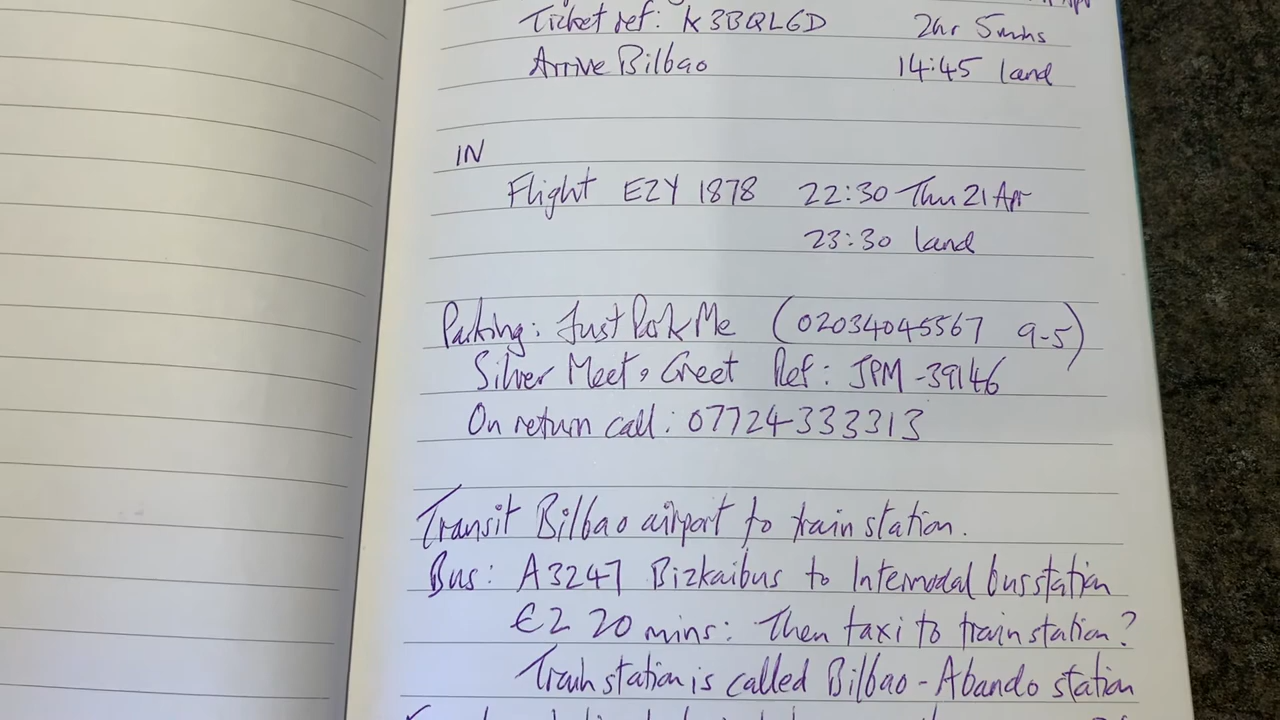 Ticket ref: K3BQLGD 2hr 5mins
Arrive Bilbao 14:45 land
IN
Flight EZY 1878 22:30 Thu 21 Apr
23:30 land
Parking: Just Park Me (02034045567 9-5)
Silver Meet & Greet Ref: JPM-39146
On return call: 07724333313
Transit Bilbao airport to train station.
Bus: A3247 Bizkaibus to Intermodal bus station
€2 20 mins: Then taxi to train station?
Train station is called Bilbao-Abando station